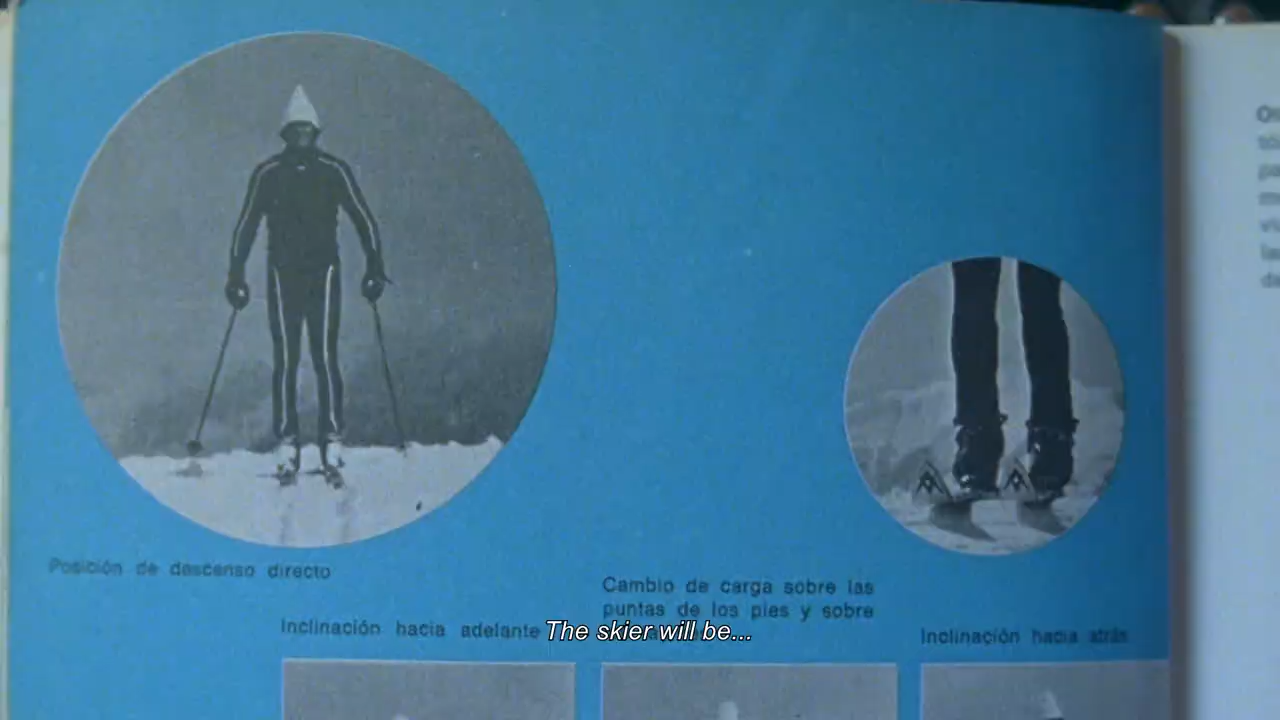 Posición de descenso directo
Cambio de carga sobre las
puntas de los pies y sobre
Inclinación hacia adelante
The skier will be...
Inclinación hacia atrás